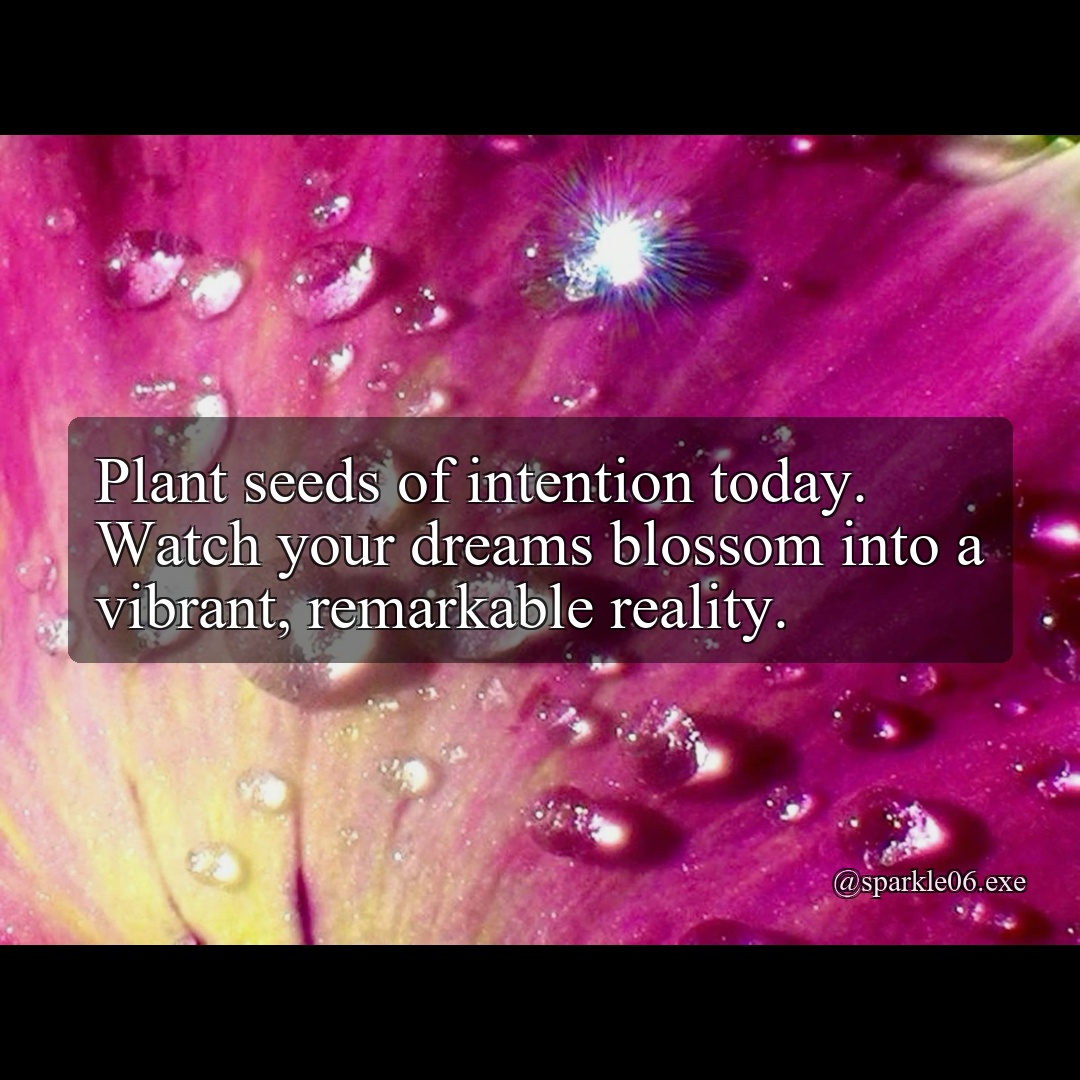 Plant seeds of intention today.
Watch your dreams blossom into a
vibrant, remarkable reality.
@sparkle06.exe